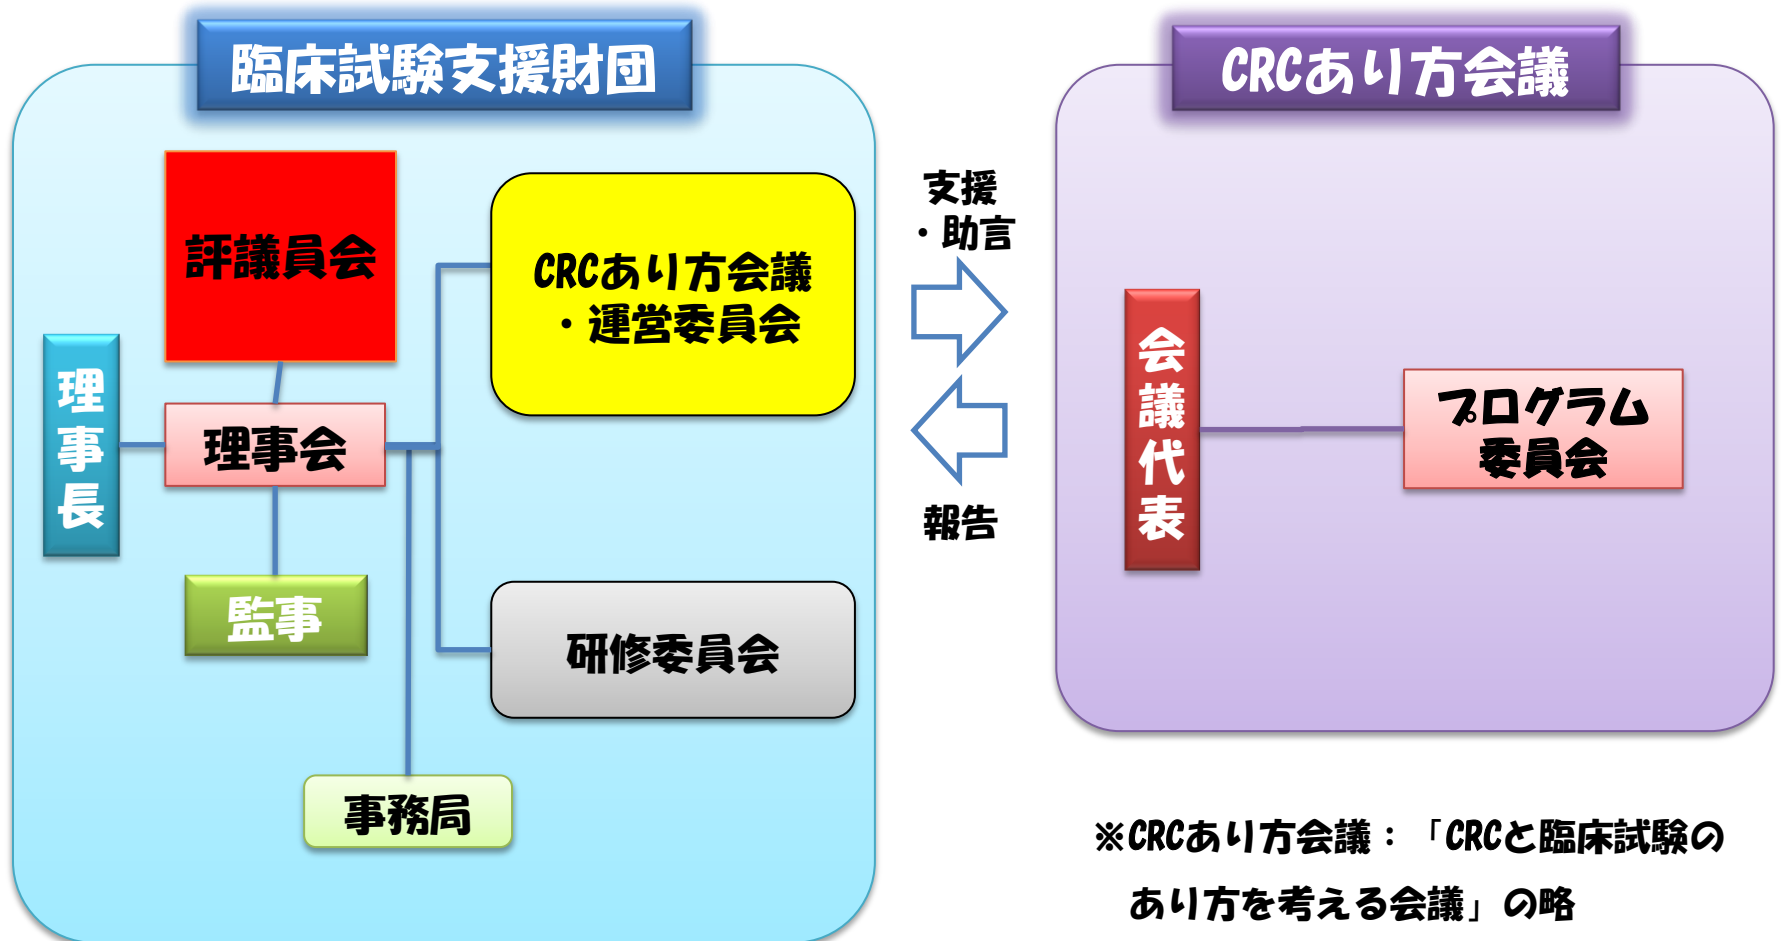 臨床試験支援財団
評議員会
CRCあり方会議
・運営委員会
理事長
理事会
監事
研修委員会
事務局
支援
・助言
報告
CRCあり方会議
会議代表
プログラム
委員会
※CRCあり方会議：「CRCと臨床試験の
あり方を考える会議」の略